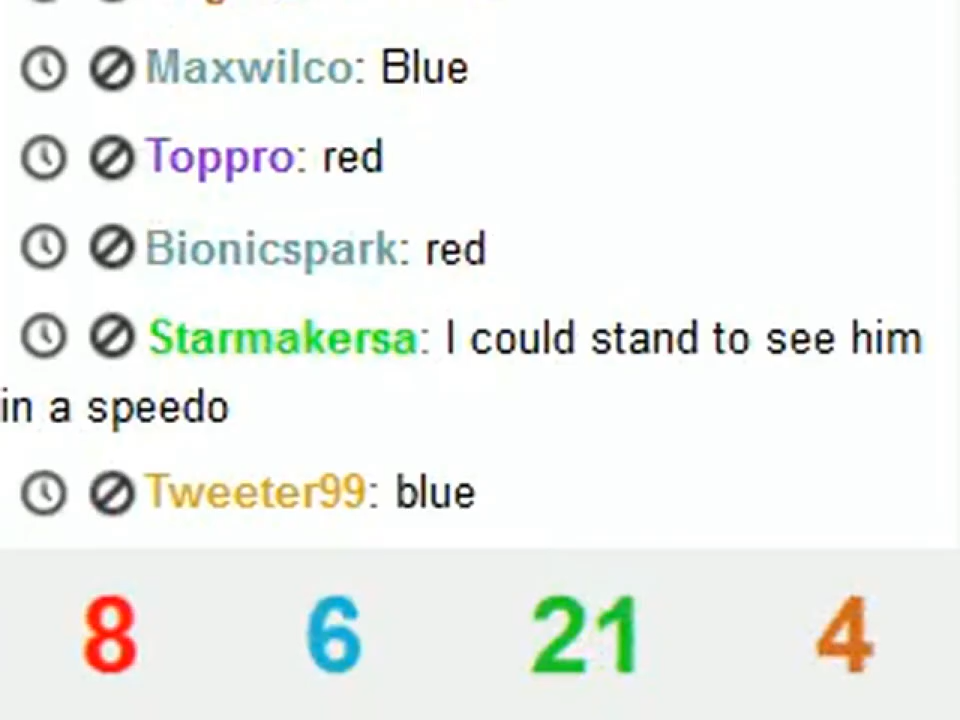 Maxwilco: Blue
Toppro: red
Bionicspark: red
Starmakersa: I could stand to see him
in a speedo
Tweeter99: blue
8 6 21 4